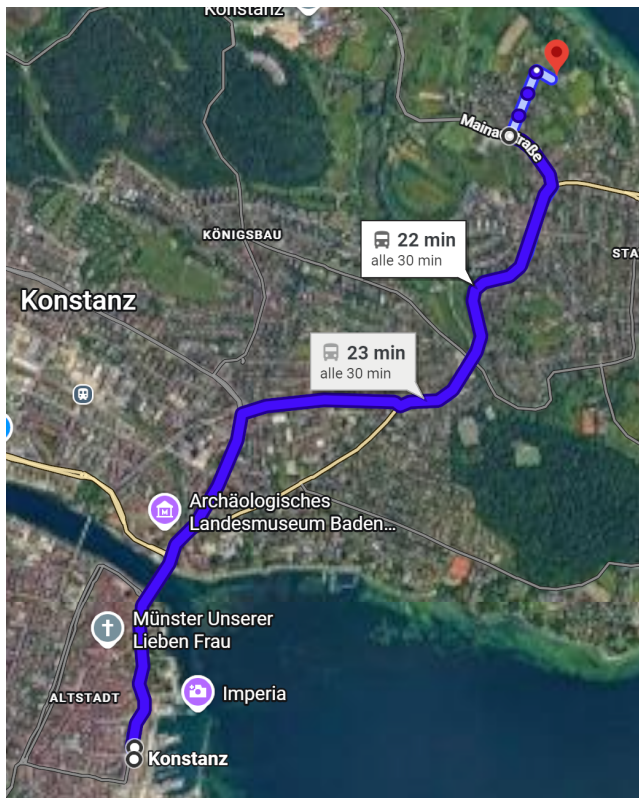 Konstanz
Mainaustraße
KÖNIGSBAU
22 min
alle 30 min
STA
Konstanz
23 min
alle 30 min
Archäologisches
Landesmuseum Baden…
Münster Unserer
Lieben Frau
ALTSTADT
Imperia
Konstanz